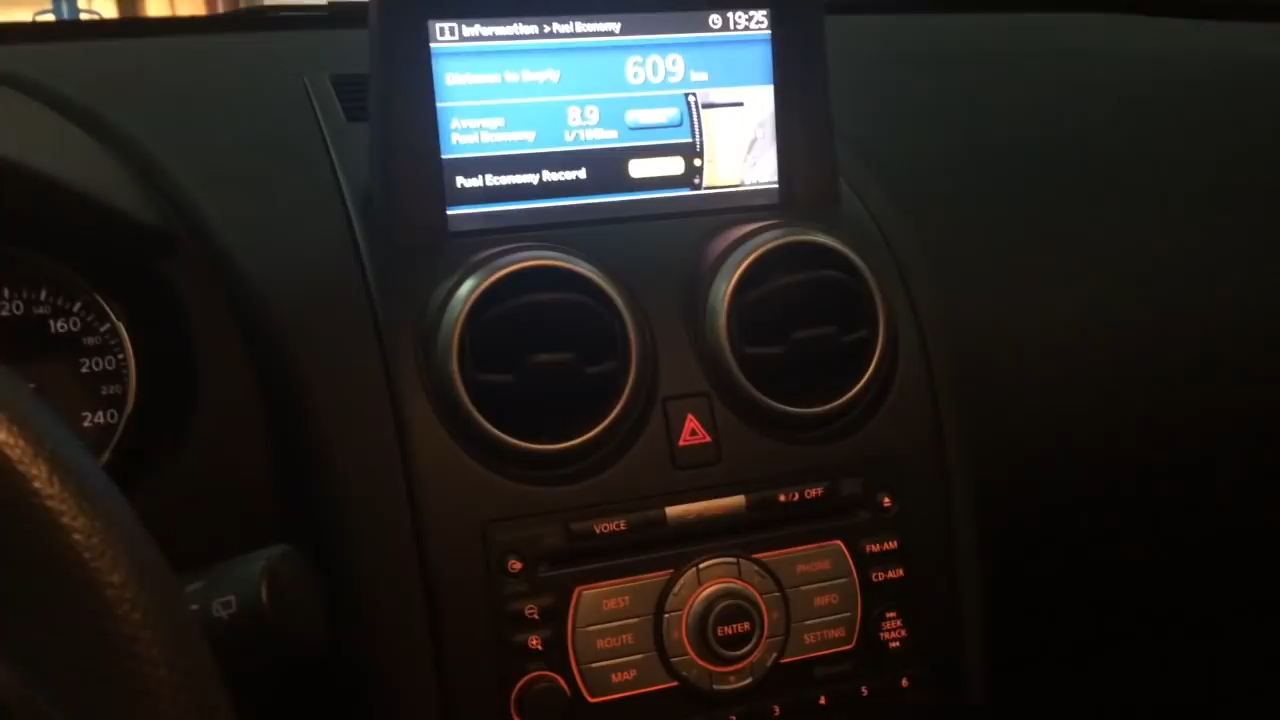 Information > Fuel Economy
19:25
Distance to Empty
609 km
Average
Fuel Economy
8.9
l/100km
Fuel Economy Record
120
140
160
180
200
220
240
VOICE
OFF
FM-AM
CD-AUX
SEEK
TRACK
DEST
ROUTE
MAP
ENTER
PHONE
INFO
SETTING
3
4
5
6